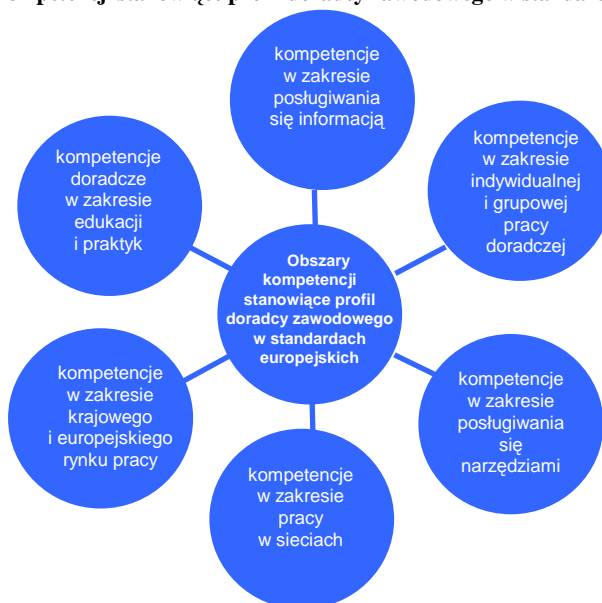 kompetencji stanowiące profil doradcy zawodowego w standar
kompetencje
w zakresie
posługiwania
się informacją
kompetencje
doradcze
w zakresie
edukacji
i praktyk
kompetencje
w zakresie
indywidualnej
i grupowej
pracy
doradczej
Obszary
kompetencji
stanowiące profil
doradcy zawodowego
w standardach
europejskich
kompetencje
w zakresie
krajowego
i europejskiego
rynku pracy
kompetencje
w zakresie
posługiwania
się
narzędziami
kompetencje
w zakresie
pracy
w sieciach